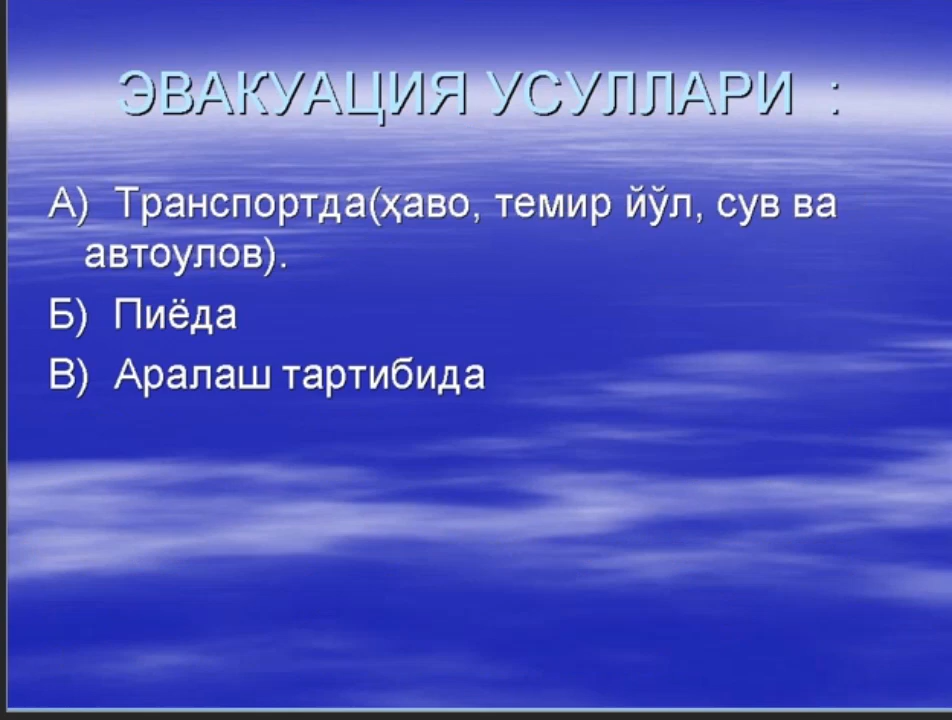 ЭВАКУАЦИЯ УСУЛЛАРИ :
А) Транспортда(ҳаво, темир йўл, сув ва
автоулов).
Б) Пиёда
В) Аралаш тартибида